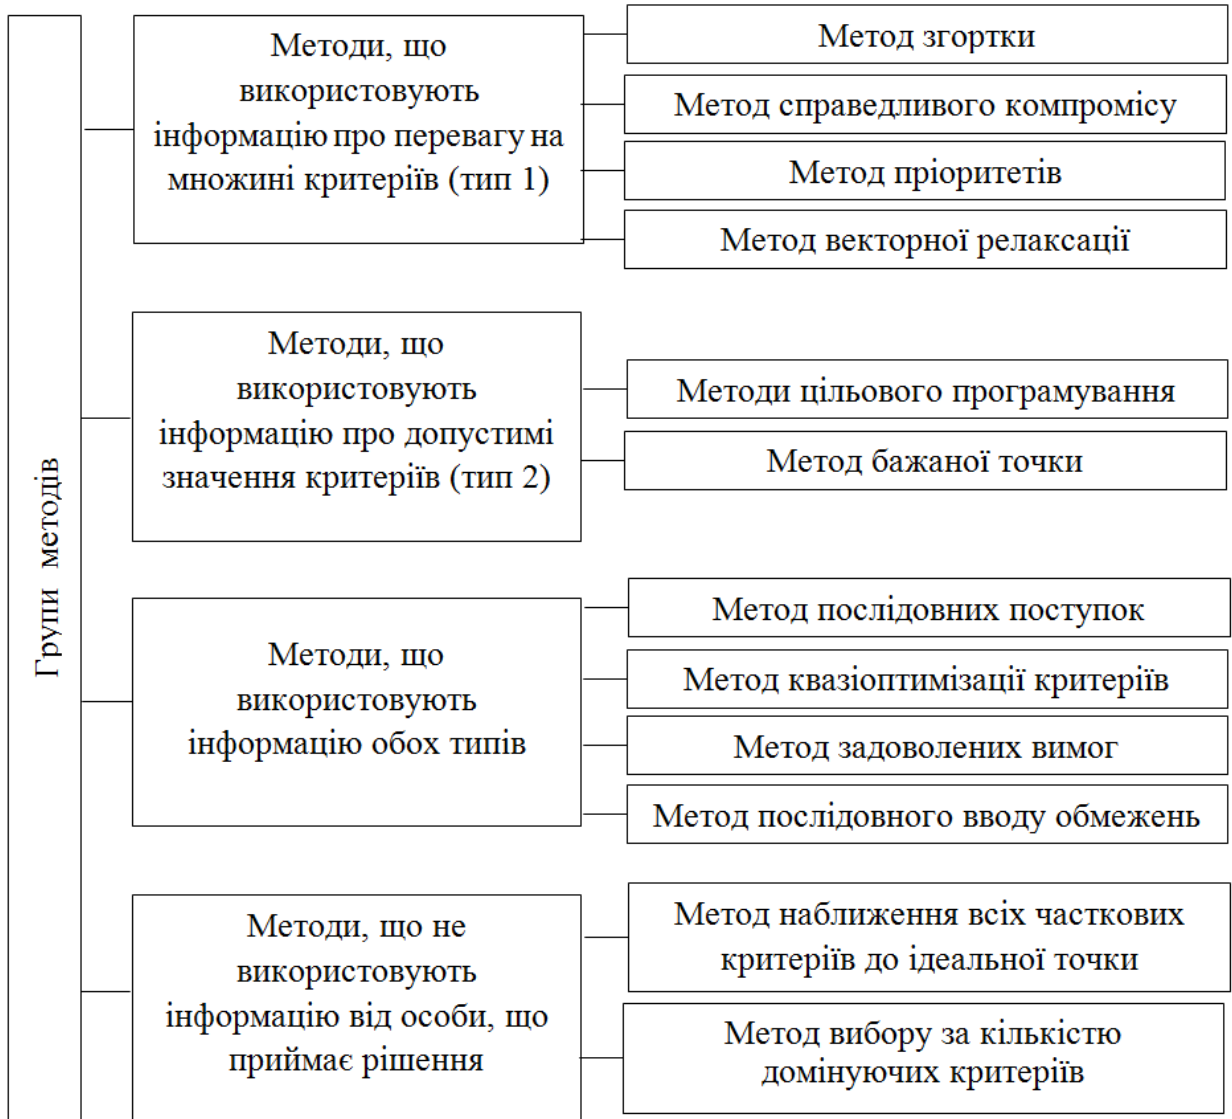 Групи методів
Методи, що
використовують
інформацію про перевагу на
множині критеріїв (тип 1)
Метод згортки
Метод справедливого компромісу
Метод пріоритетів
Метод векторної релаксації
Методи, що
використовують
інформацію про допустимі
значення критеріїв (тип 2)
Методи цільового програмування
Метод бажаної точки
Методи, що
використовують
інформацію обох типів
Метод послідовних поступок
Метод квазіоптимізації критеріїв
Метод задоволених вимог
Метод послідовного вводу обмежень
Методи, що не
використовують
інформацію від особи, що
приймає рішення
Метод наближення всіх часткових
критеріїв до ідеальної точки
Метод вибору за кількістю
домінуючих критеріїв